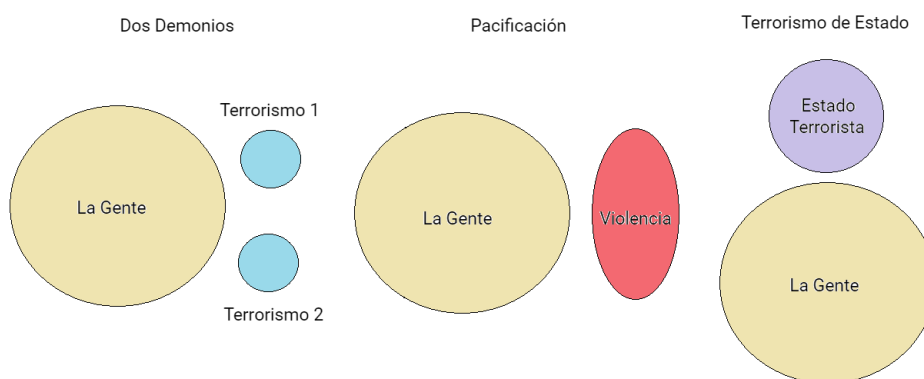 Dos Demonios
Pacificación
Terrorismo de Estado
Terrorismo 1
La Gente
Terrorismo 2
La Gente
Violencia
Estado
Terrorista
La Gente